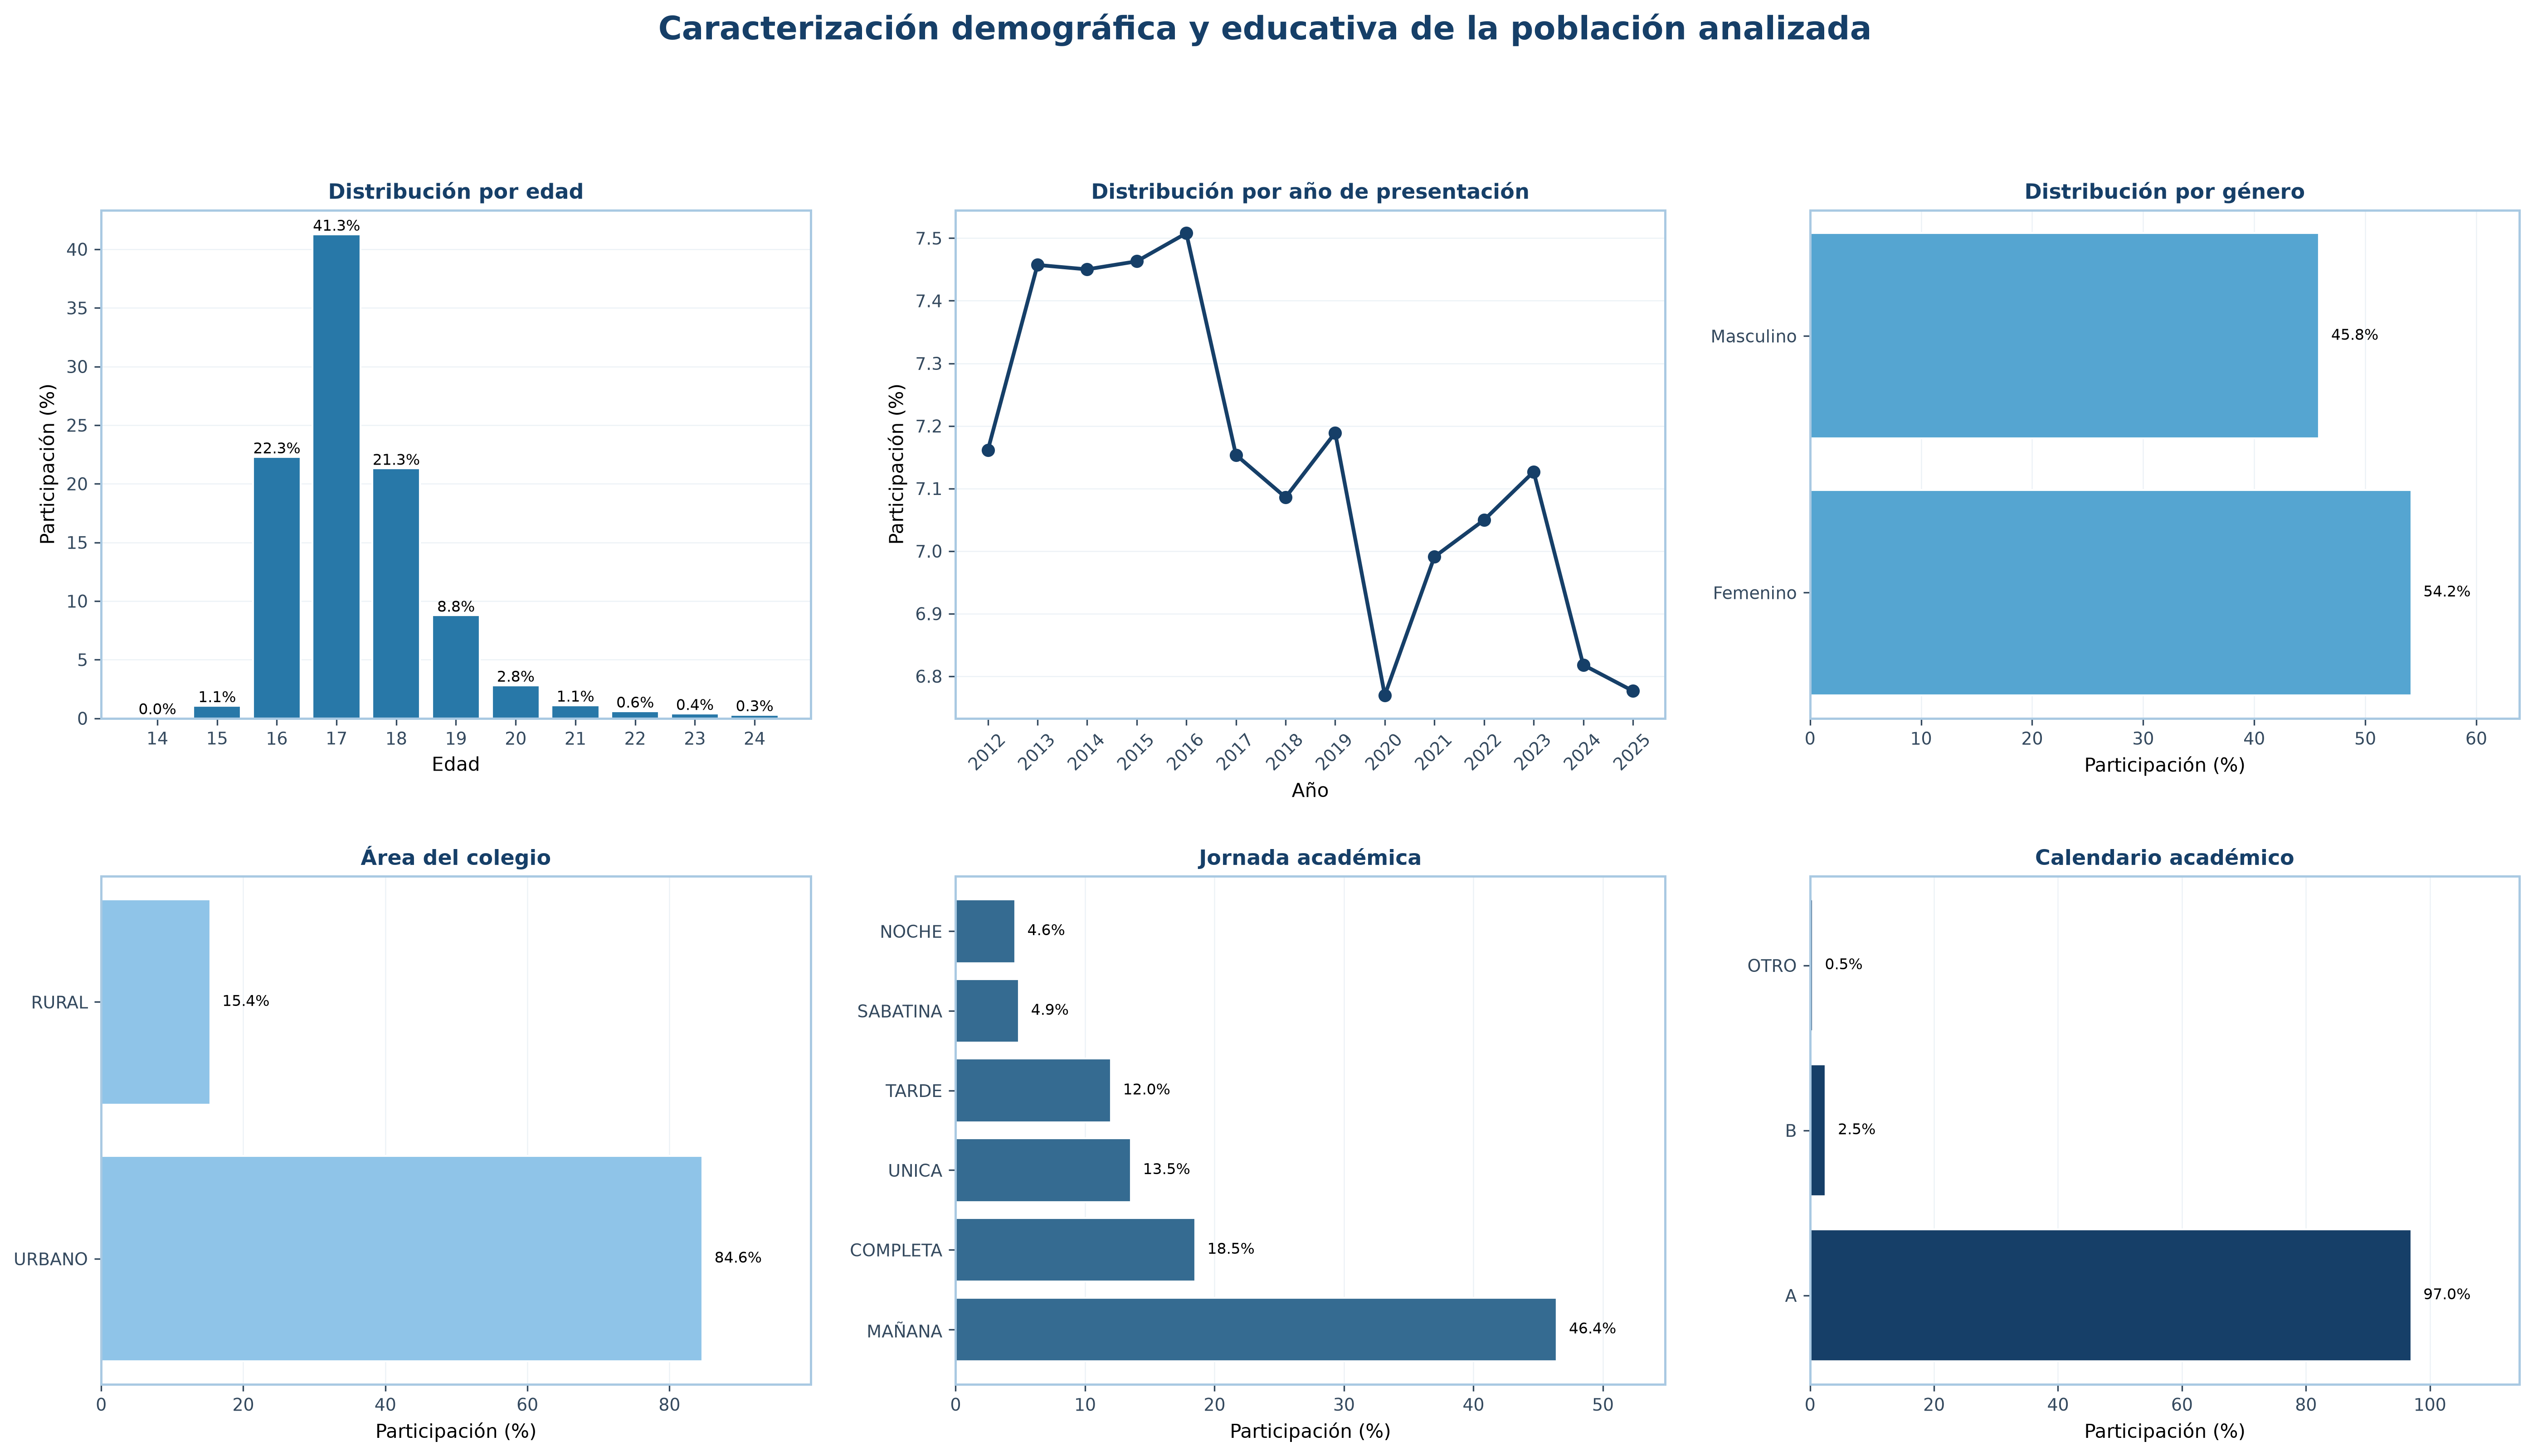 Caracterización demográfica y educativa de la población analizada
Distribución por edad
Participación (%)
40
35
30
25
20
15
10
5
0
0.0%
1.1%
22.3%
41.3%
21.3%
8.8%
2.8%
1.1%
0.6%
0.4%
0.3%
14 15 16 17 18 19 20 21 22 23 24
Edad
Distribución por año de presentación
Participación (%)
7.5
7.4
7.3
7.2
7.1
7.0
6.9
6.8
2012 2013 2014 2015 2016 2017 2018 2019 2020 2021 2022 2023 2024 2025
Año
Distribución por género
Masculino
45.8%
Femenino
54.2%
0 10 20 30 40 50 60
Participación (%)
Área del colegio
RURAL
15.4%
URBANO
84.6%
0 20 40 60 80
Participación (%)
Jornada académica
NOCHE
4.6%
SABATINA
4.9%
TARDE
12.0%
UNICA
13.5%
COMPLETA
18.5%
MAÑANA
46.4%
0 10 20 30 40 50
Participación (%)
Calendario académico
OTRO
0.5%
B
2.5%
A
97.0%
0 20 40 60 80 100
Participación (%)